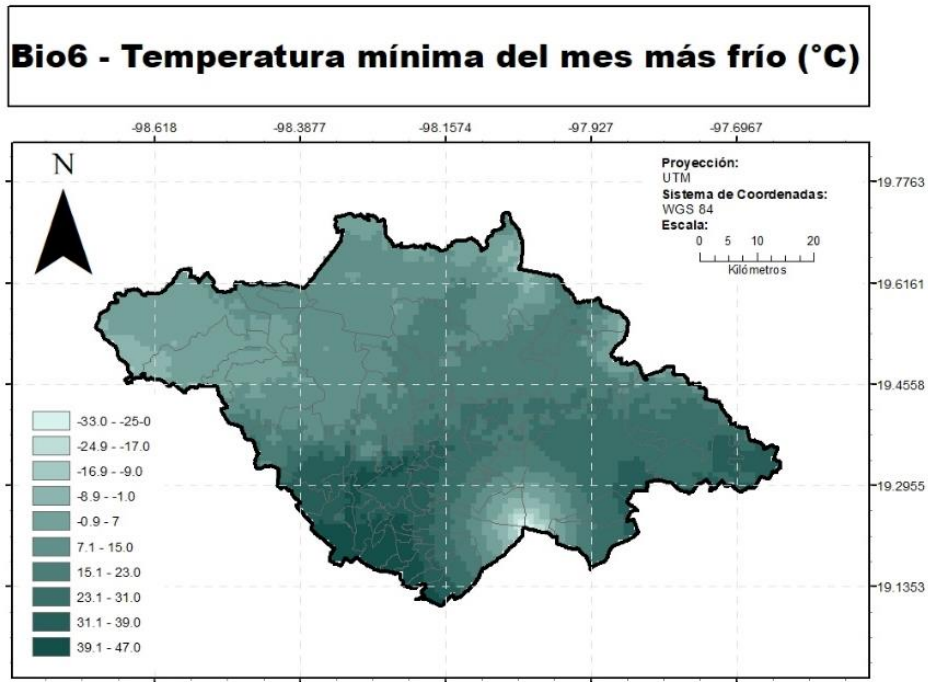 Bio6 - Temperatura mínima del mes más frío (°C)
-98.618 -98.3877 -98.1574 -97.927 -97.6967
N
Proyección:
UTM
Sistema de Coordenadas:
WGS 84
Escala:
0 5 10 20
Kilómetros
19.7763
19.6161
19.4558
19.2955
19.1353
-33.0 - -25.0
-24.9 - -17.0
-16.9 - -9.0
-8.9 - -1.0
-0.9 - 7
7.1 - 15.0
15.1 - 23.0
23.1 - 31.0
31.1 - 39.0
39.1 - 47.0